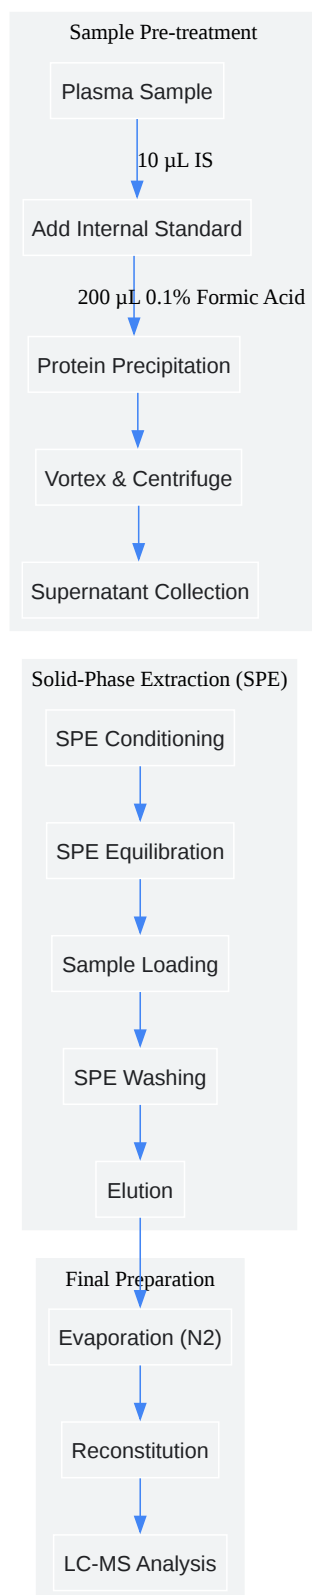 Sample Pre-treatment
Plasma Sample
10 µL IS
Add Internal Standard
200 µL 0.1% Formic Acid
Protein Precipitation
Vortex & Centrifuge
Supernatant Collection
Solid-Phase Extraction (SPE)
SPE Conditioning
SPE Equilibration
Sample Loading
SPE Washing
Elution
Final Preparation
Evaporation (N2)
Reconstitution
LC-MS Analysis